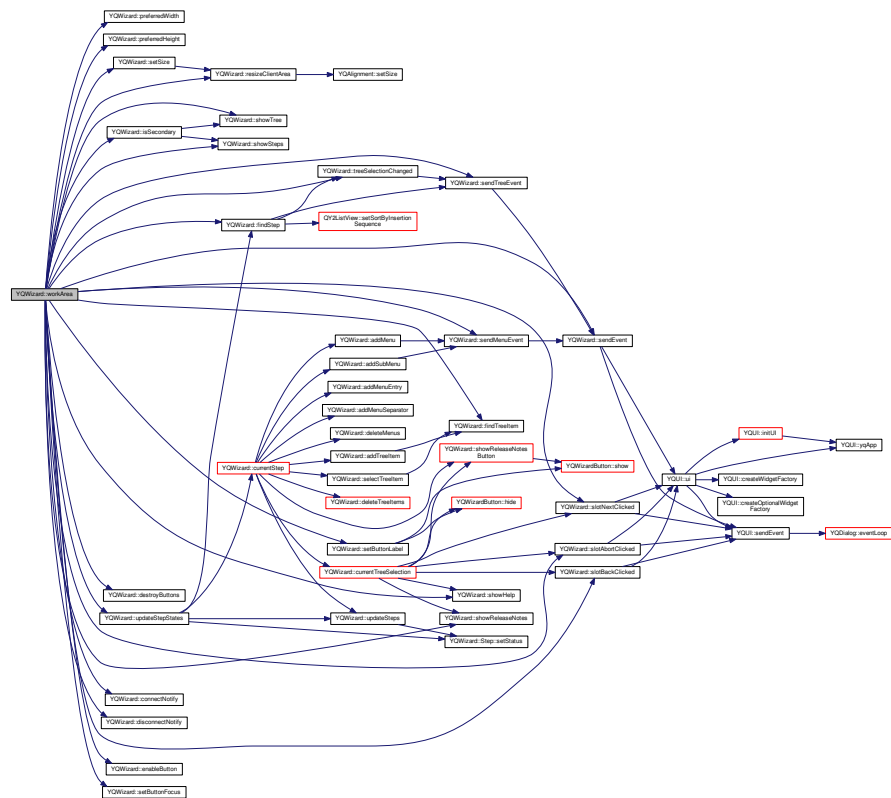 YQWizard::preferredWidth
YQWizard::preferredHeight
YQWizard::setSize
YQWizard::resizeClientArea
YQAlignment::setSize
YQWizard::showTree
YQWizard::isSecondary
YQWizard::showSteps
YQWizard::treeSelectionChanged
YQWizard::sendTreeEvent
YQWizard::findStep
QY2ListView::setSortByInsertion
Sequence
YQWizard::workArea
YQWizard::addMenu
YQWizard::sendMenuEvent
YQWizard::sendEvent
YQWizard::addSubMenu
YQWizard::addMenuEntry
YQWizard::addMenuSeparator
YQWizard::findTreeItem
YQWizard::deleteMenus
YQUI::initUI
YQUI::yqApp
YQWizard::addTreeItem
YQWizard::showReleaseNotes
Button
YQWizard::currentStep
YQWizardButton::show
YQWizard::selectTreeItem
YQUI::ui
YQUI::createWidgetFactory
YQWizard::deleteTreeItems
YQWizardButton::hide
YQUI::createOptionalWidget
Factory
YQWizard::slotNextClicked
YQUI::sendEvent
YQDialog::eventLoop
YQWizard::setButtonLabel
YQWizard::slotAbortClicked
YQWizard::currentTreeSelection
YQWizard::slotBackClicked
YQWizard::destroyButtons
YQWizard::showHelp
YQWizard::updateStepStates
YQWizard::updateSteps
YQWizard::showReleaseNotes
YQWizard::Step::setStatus
YQWizard::connectNotify
YQWizard::disconnectNotify
YQWizard::enableButton
YQWizard::setButtonFocus